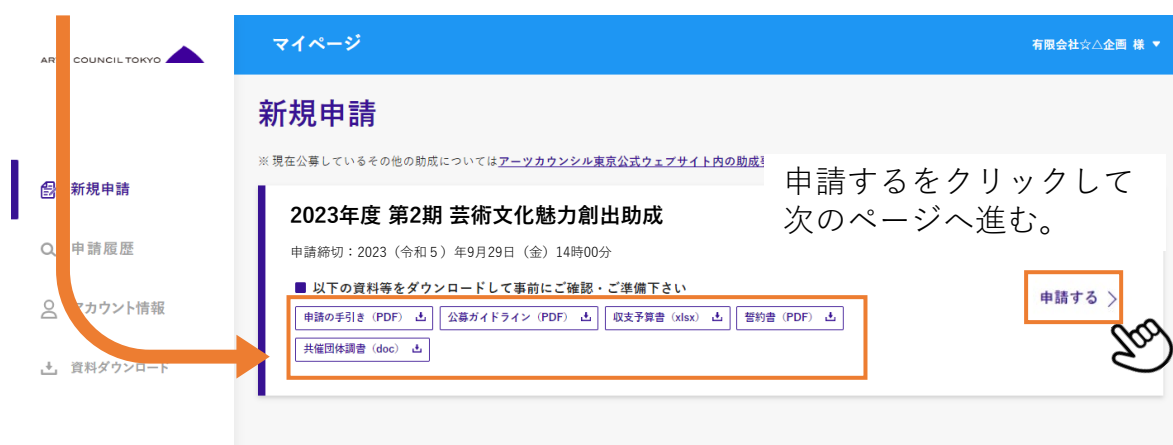 マイページ
有限会社☆△企画 様 ▼
COUNCIL TOKYO
新規申請
※ 現在公募しているその他の助成については アーツカウンシル東京公式ウェブサイト内の助成
申請するをクリックして
次のページへ進む。
新規申請
申請履歴
アカウント情報
資料ダウンロード
2023年度 第2期 芸術文化魅力創出助成
申請締切：2023（令和５）年9月29日（金）14時00分
■ 以下の資料等をダウンロードして事前にご確認・ご準備下さい
申請の手引き（PDF） 公募ガイドライン（PDF） 収支予算書（xlsx） 誓約書（PDF）
共催団体調書（doc）
申請する